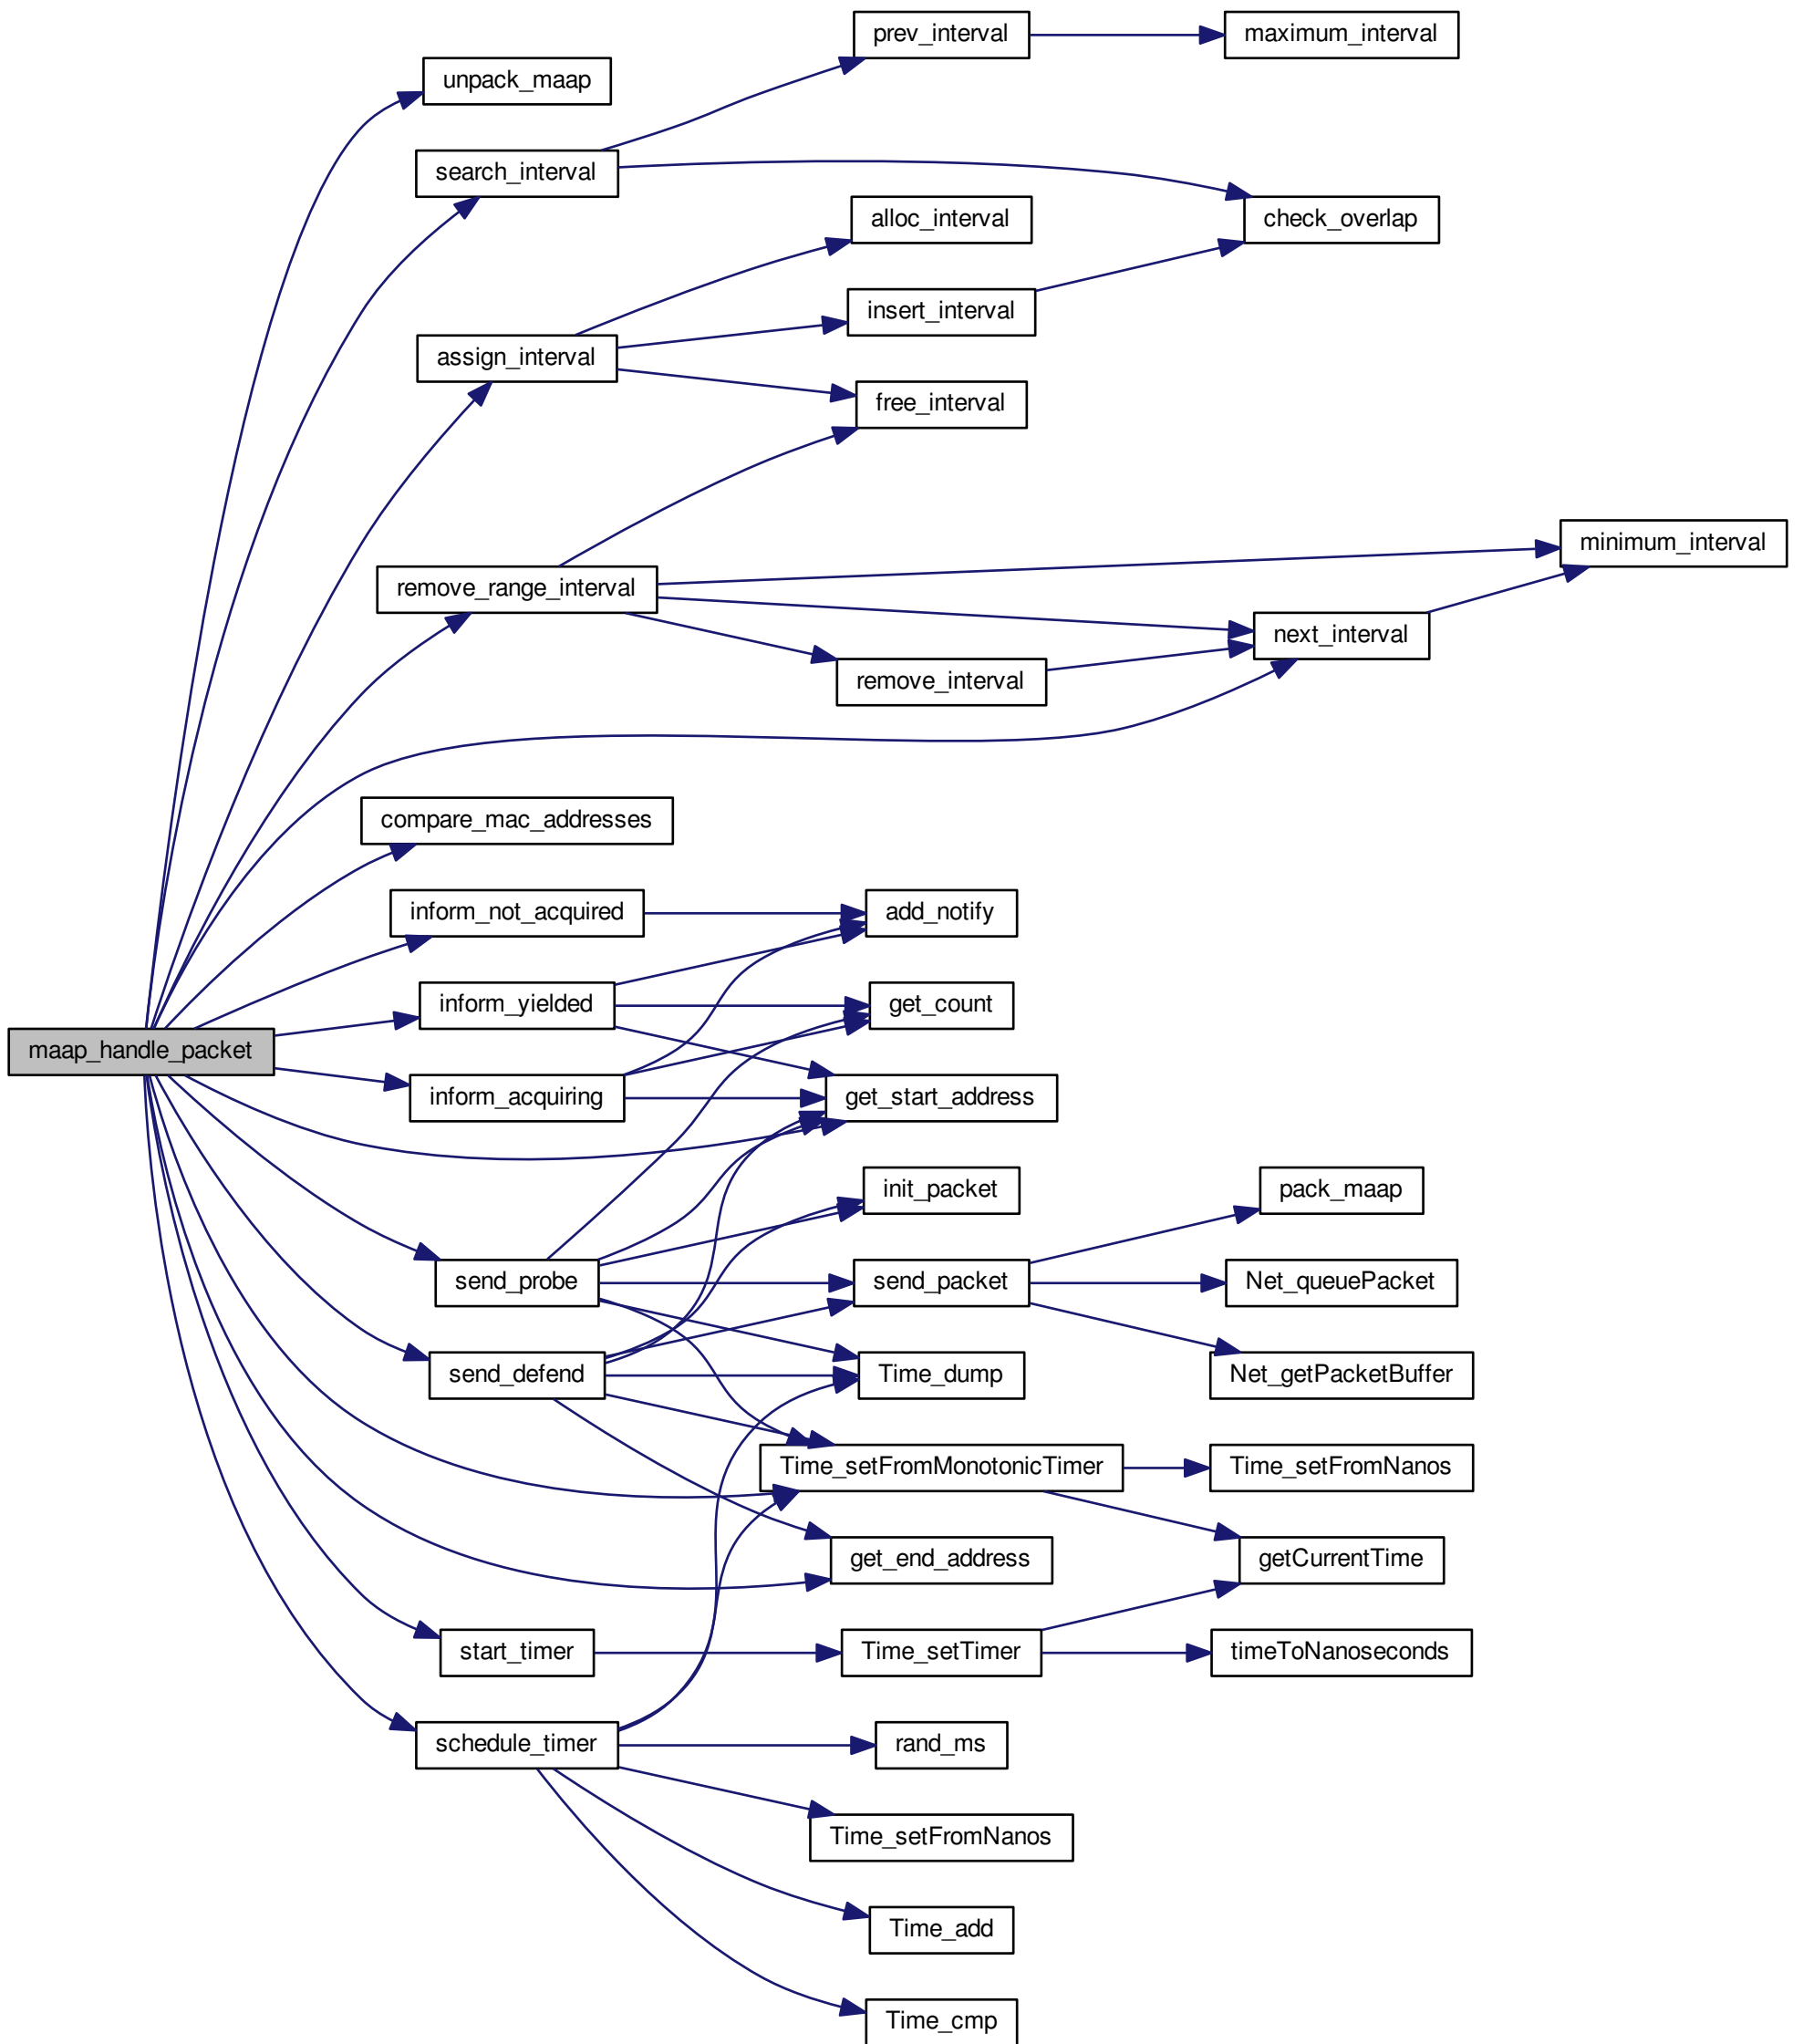 prev_interval
maximum_interval
unpack_maap
search_interval
alloc_interval
check_overlap
insert_interval
assign_interval
free_interval
minimum_interval
remove_range_interval
next_interval
remove_interval
compare_mac_addresses
inform_not_acquired
add_notify
inform_yielded
get_count
maap_handle_packet
inform_acquiring
get_start_address
init_packet
pack_maap
send_probe
send_packet
Net_queuePacket
send_defend
Time_dump
Net_getPacketBuffer
Time_setFromMonotonicTimer
Time_setFromNanos
get_end_address
getCurrentTime
start_timer
Time_setTimer
timeToNanoseconds
schedule_timer
rand_ms
Time_setFromNanos
Time_add
Time_cmp